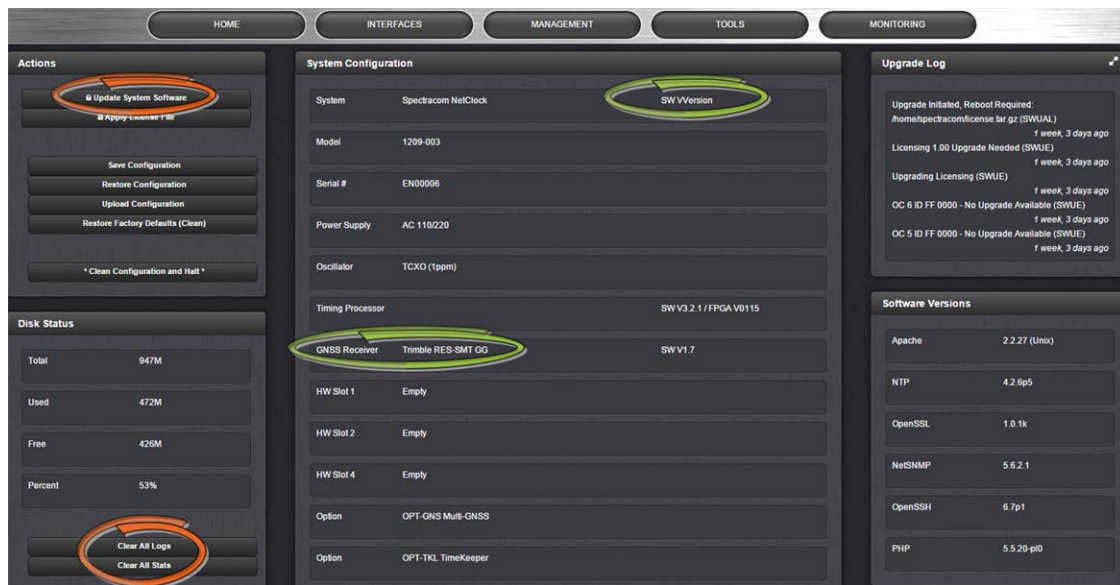 HOME INTERFACES MANAGEMENT TOOLS MONITORING
Actions
Update System Software
Apply License File
Save Configuration
Restore Configuration
Upload Configuration
Restore Factory Defaults (Clean)
* Clean Configuration and Halt *
Disk Status
Total 947M
Used 472M
Free 426M
Percent 53%
Clear All Logs
Clear All Stats
System Configuration
System Spectracom NetClock SW VVersion
Model 1209-003
Serial # EN00006
Power Supply AC 110/220
Oscillator TCXO (1ppm)
Timing Processor SW V3.2.1 / FPGA V0115
GNSS Receiver Trimble RES-SMT GG SW V1.7
HW Slot 1 Empty
HW Slot 2 Empty
HW Slot 4 Empty
Option OPT-GNS Multi-GNSS
Option OPT-TKL TimeKeeper
Upgrade Log
Upgrade Initiated, Reboot Required:
/home/spectracom/license.tar.gz (SWUAL)
1 week, 3 days ago
Licensing 1.00 Upgrade Needed (SWUE)
1 week, 3 days ago
Upgrading Licensing (SWUE)
1 week, 3 days ago
OC 6 ID FF 0000 - No Upgrade Available (SWUE)
1 week, 3 days ago
OC 5 ID FF 0000 - No Upgrade Available (SWUE)
1 week, 3 days ago
Software Versions
Apache 2.2.27 (Unix)
NTP 4.2.6p5
OpenSSL 1.0.1k
NetSNMP 5.6.2.1
OpenSSH 6.7p1
PHP 5.5.20-pl0